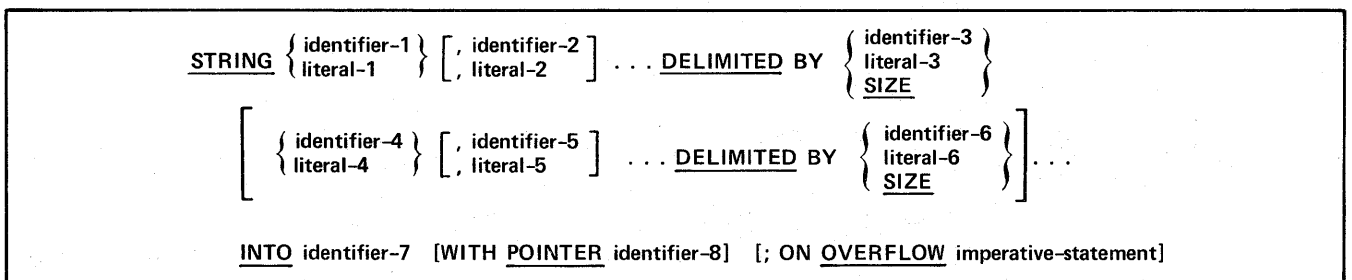 identifier-3
STRING { identifier-1 } [ , identifier-2 ] . . . DELIMITED BY { literal-3 }
literal-1 , literal-2
SIZE
identifier-6
[ { identifier-4 } [ , identifier-5 ] . . . DELIMITED BY { literal-6 } ] . . .
literal-4 , literal-5
SIZE
INTO identifier-7 [WITH POINTER identifier-8] [; ON OVERFLOW imperative-statement]